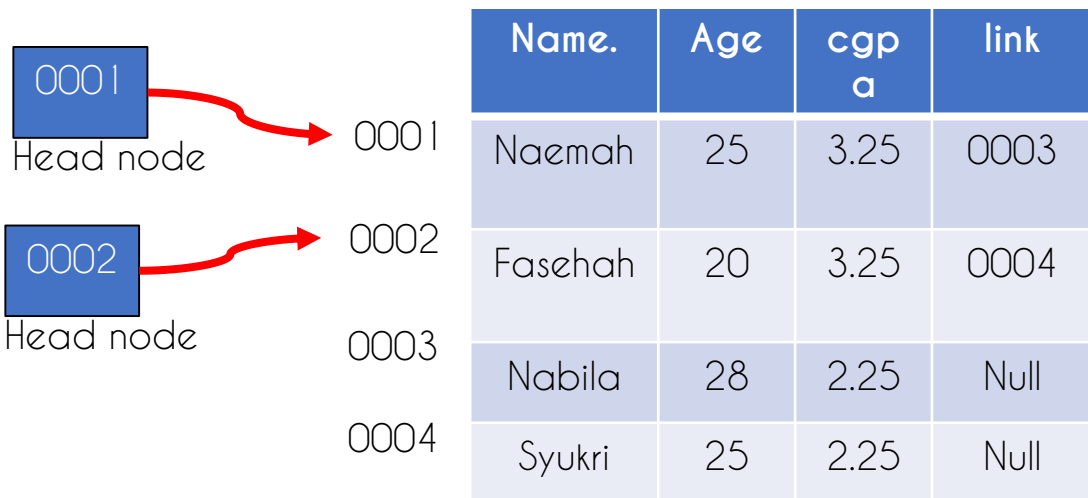 0001
Head node
0002
Head node
0001
0002
0003
0004
Name. Age cgp link
a
Naemah 25 3.25 0003
Fasehah 20 3.25 0004
Nabila 28 2.25 Null
Syukri 25 2.25 Null